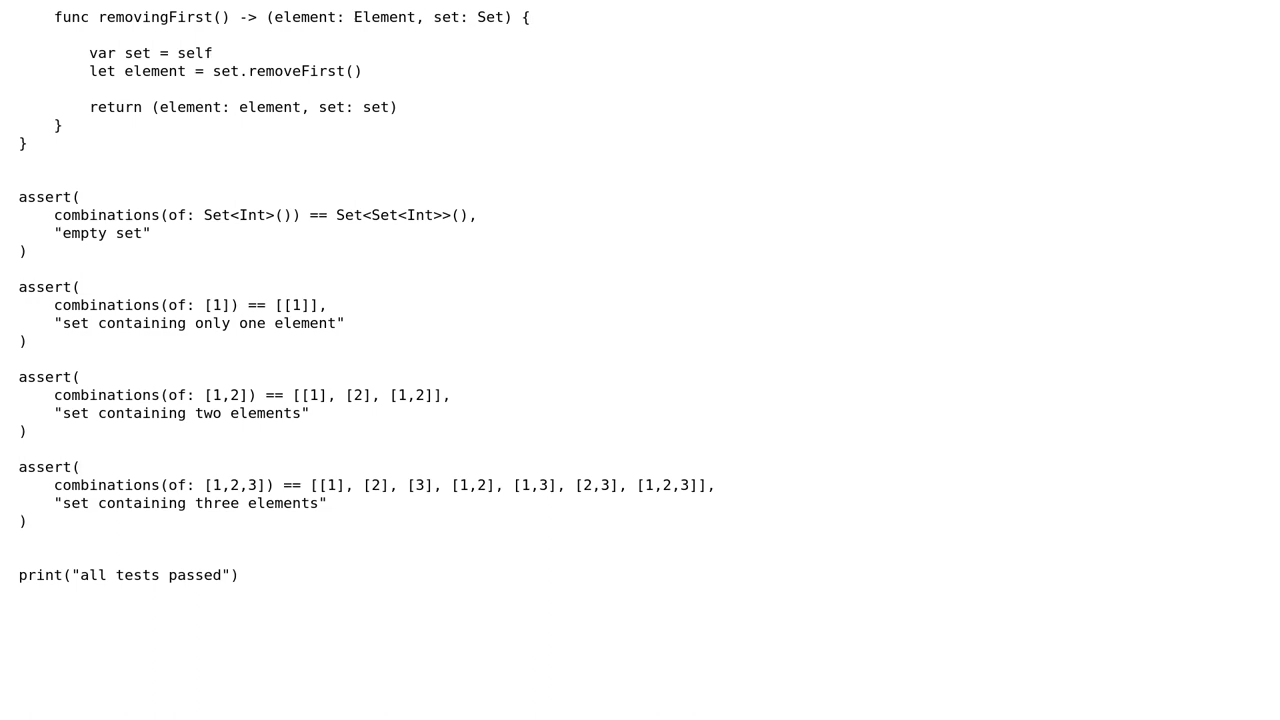 func removingFirst() -> (element: Element, set: Set) {

        var set = self
        let element = set.removeFirst()

        return (element: element, set: set)
    }
}


assert(
    combinations(of: Set<Int>()) == Set<Set<Int>>(),
    "empty set"
)

assert(
    combinations(of: [1]) == [[1]],
    "set containing only one element"
)

assert(
    combinations(of: [1,2]) == [[1], [2], [1,2]],
    "set containing two elements"
)

assert(
    combinations(of: [1,2,3]) == [[1], [2], [3], [1,2], [1,3], [2,3], [1,2,3]],
    "set containing three elements"
)


print("all tests passed")